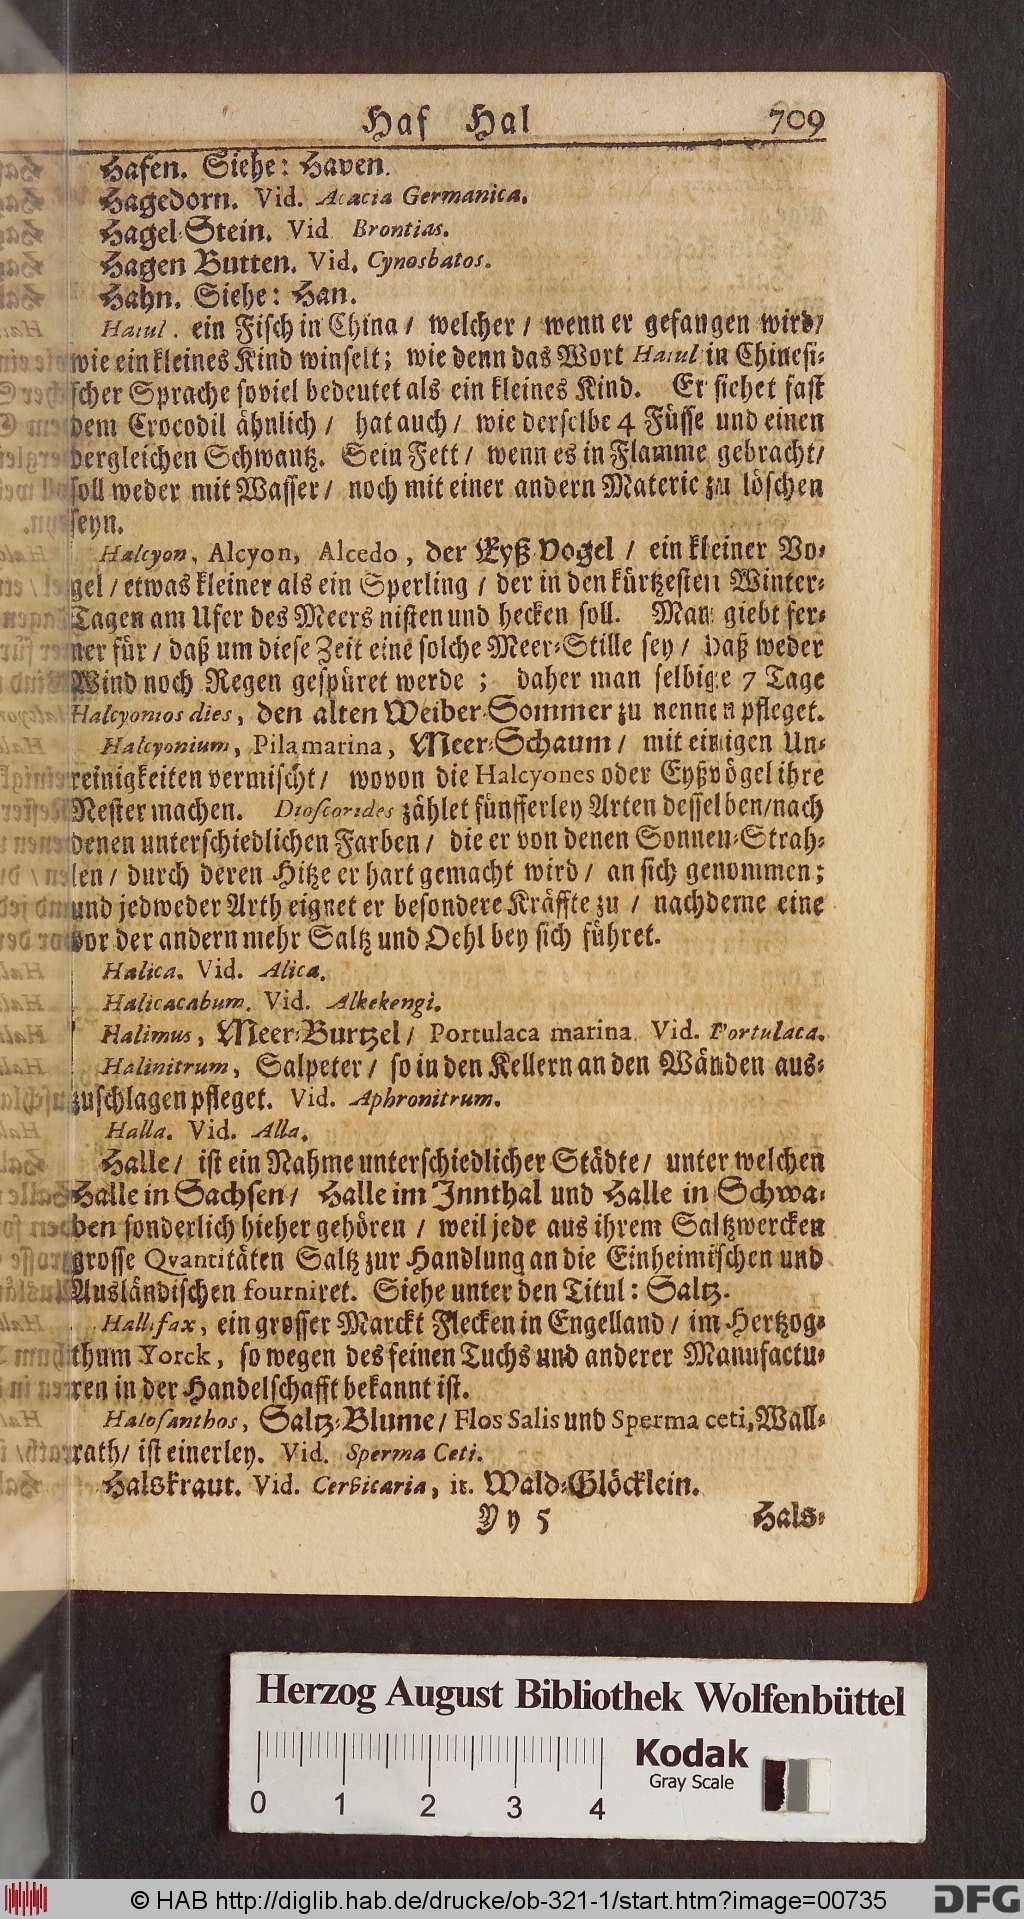 Haf Hal 709
Hafen. Siehe: Haven.
Hagedorn. Vid. Acacia Germanica.
Hagel-Stein. Vid Brontias.
Hagen Butten. Vid. Cynosbatos.
Hahn. Siehe: Han.
Haiul. ein Fisch in China / welcher / wenn er gefangen wird /
wie ein kleines Kind winselt; wie denn das Wort Haiul in Chinesi-
scher Sprache soviel bedeutet als ein kleines Kind. Er siehet fast
dem Crocodil ähnlich / hat auch / wie derselbe 4 Füsse und einen
dergleichen Schwantz. Sein Fett / wenn es in Flamme gebracht /
soll weder mit Wasser / noch mit einer andern Materie zu löschen
seyn.
Halcyon, Alcyon, Alcedo, der Eyß-Vogel / ein kleiner Vo-
gel / etwas kleiner als ein Sperling / der in den kürtzesten Winter-
Tagen am Ufer des Meers nisten und hecken soll. Man giebt fer-
ner für / daß um diese Zeit eine solche Meer-Stille sey / daß weder
Wind noch Regen gespüret werde ; daher man selbige 7 Tage
Halcyonios dies, den alten Weiber-Sommer zu nennen pfleget.
Halcyonium, Pila marina, Meer-Schaum / mit einigen Un-
reinigkeiten vermischt / wovon die Halcyones oder Eyßvögel ihre
Nester machen. Dioscorides zählet fünfferley Arten desselben / nach
denen unterschiedlichen Farben / die er von denen Sonnen-Strah-
len / durch deren Hitze er hart gemacht wird / an sich genommen;
und jedweder Arth eignet er besondere Kräffte zu / nachdeme eine
vor der andern mehr Saltz und Oehl bey sich führet.
Halica. Vid. Alica.
Halicacabum. Vid. Alkekengi.
Halimus, Meer-Burtzel / Portulaca marina Vid. Portulaca.
Halinitrum, Salpeter / so in den Kellern an den Wänden aus-
zuschlagen pfleget. Vid. Aphronitrum.
Halla. Vid. Alla.
Halle / ist ein Nahme unterschiedlicher Städte / unter welchen
Halle in Sachsen / Halle im Innthal und Halle in Schwa-
ben sonderlich hieher gehören / weil jede aus ihrem Saltzwercken
grosse Qvantitäten Saltz zur Handlung an die Einheimischen und
Ausländischen fourniret. Siehe unter den Titul: Saltz.
Hallifax, ein grosser Marckt Flecken in Engelland / im Hertzog-
thum Yorck, so wegen des feinen Tuchs und anderer Manufactu-
ren in der Handelschafft bekannt ist.
Halosanthos, Saltz-Blume / Flos Salis und Sperma ceti, Wall-
rath / ist einerley. Vid. Sperma Ceti.
Halskraut. Vid. Cervicaria, it. Wald-Glöcklein.
Yy 5 Hals-
Herzog August Bibliothek Wolfenbüttel
Kodak
Gray Scale
0 1 2 3 4
© HAB http://diglib.hab.de/drucke/ob-321-1/start.htm?image=00735
DFG